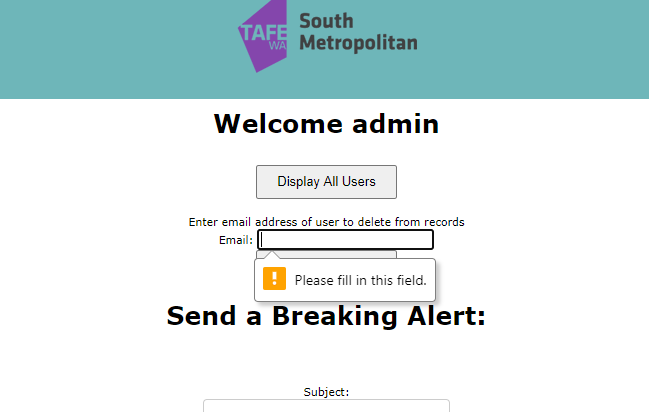 TAFE
WA
South
Metropolitan
Welcome admin
Display All Users
Enter email address of user to delete from records
Email:
Please fill in this field.
Send a Breaking Alert:
Subject: